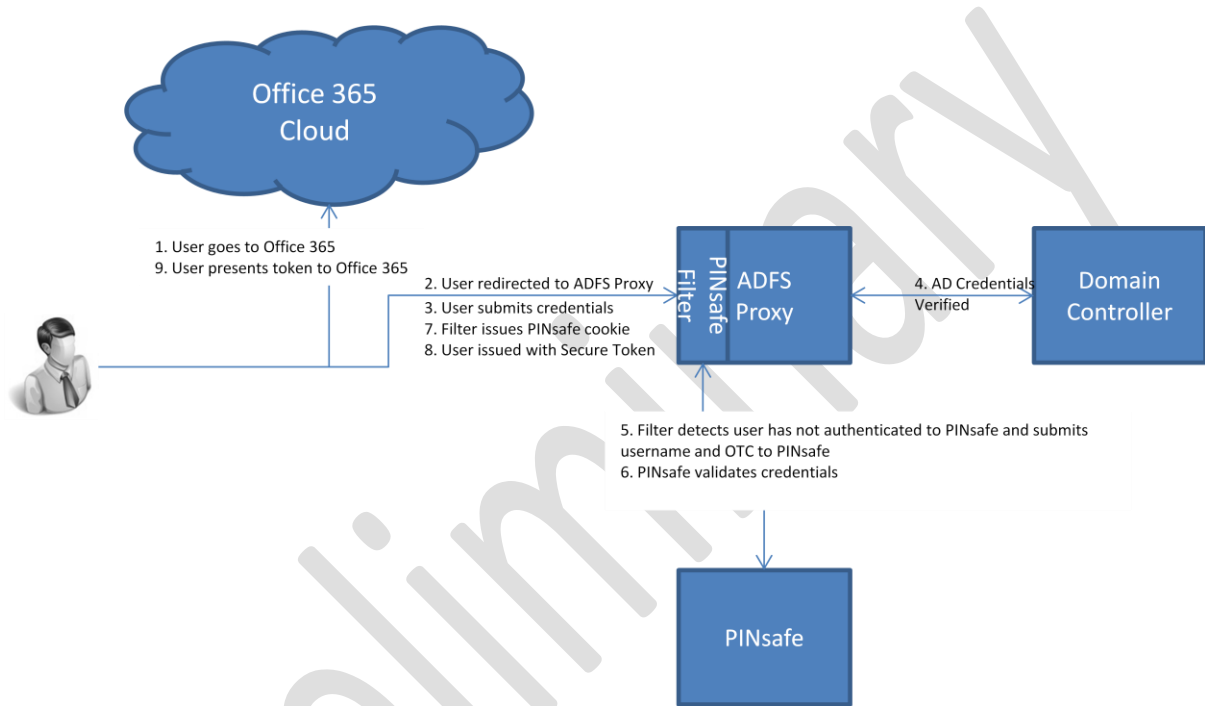 Office 365
Cloud
1. User goes to Office 365
9. User presents token to Office 365
2. User redirected to ADFS Proxy
3. User submits credentials
7. Filter issues PINsafe cookie
8. User issued with Secure Token
PINsafe
Filter
ADFS
Proxy
4. AD Credentials
Verified
Domain
Controller
5. Filter detects user has not authenticated to PINsafe and submits
username and OTC to PINsafe
6. PINsafe validates credentials
PINsafe
liminary